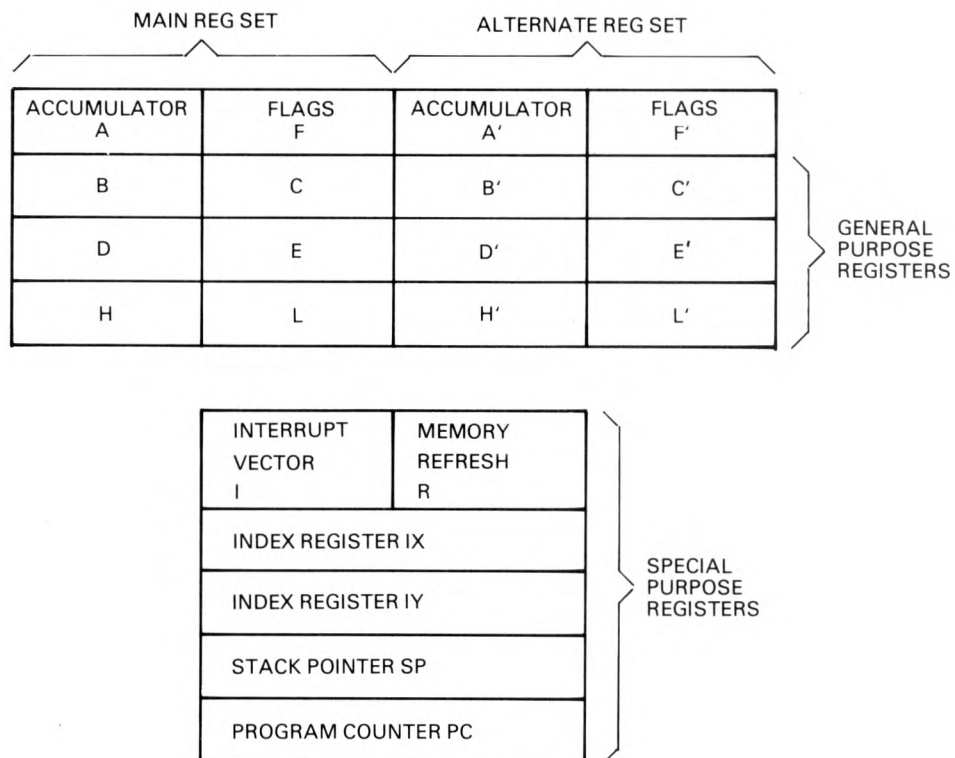 MAIN REG SET
ALTERNATE REG SET
ACCUMULATOR
A
FLAGS
F
ACCUMULATOR
A'
FLAGS
F'
B
C
B'
C'
D
E
D'
E'
H
L
H'
L'
GENERAL
PURPOSE
REGISTERS
INTERRUPT
VECTOR
I
MEMORY
REFRESH
R
INDEX REGISTER IX
INDEX REGISTER IY
STACK POINTER SP
PROGRAM COUNTER PC
SPECIAL
PURPOSE
REGISTERS